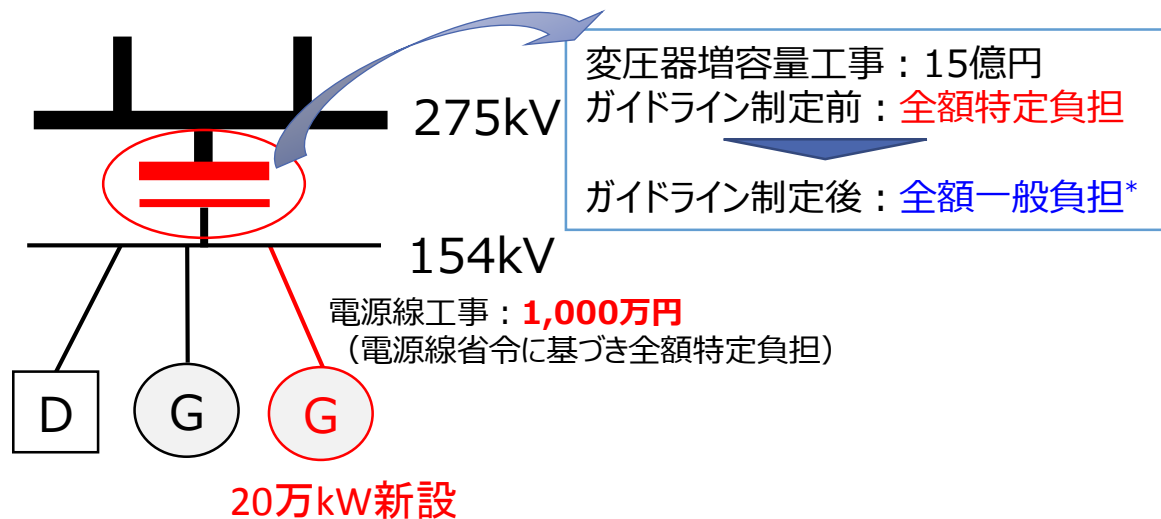 変圧器増容量工事：15億円
275kV
ガイドライン制定前：全額特定負担
ガイドライン制定後：全額一般負担*
154kV
電源線工事：1,000万円
（電源線省令に基づき全額特定負担）
D
G
G
20万kW新設